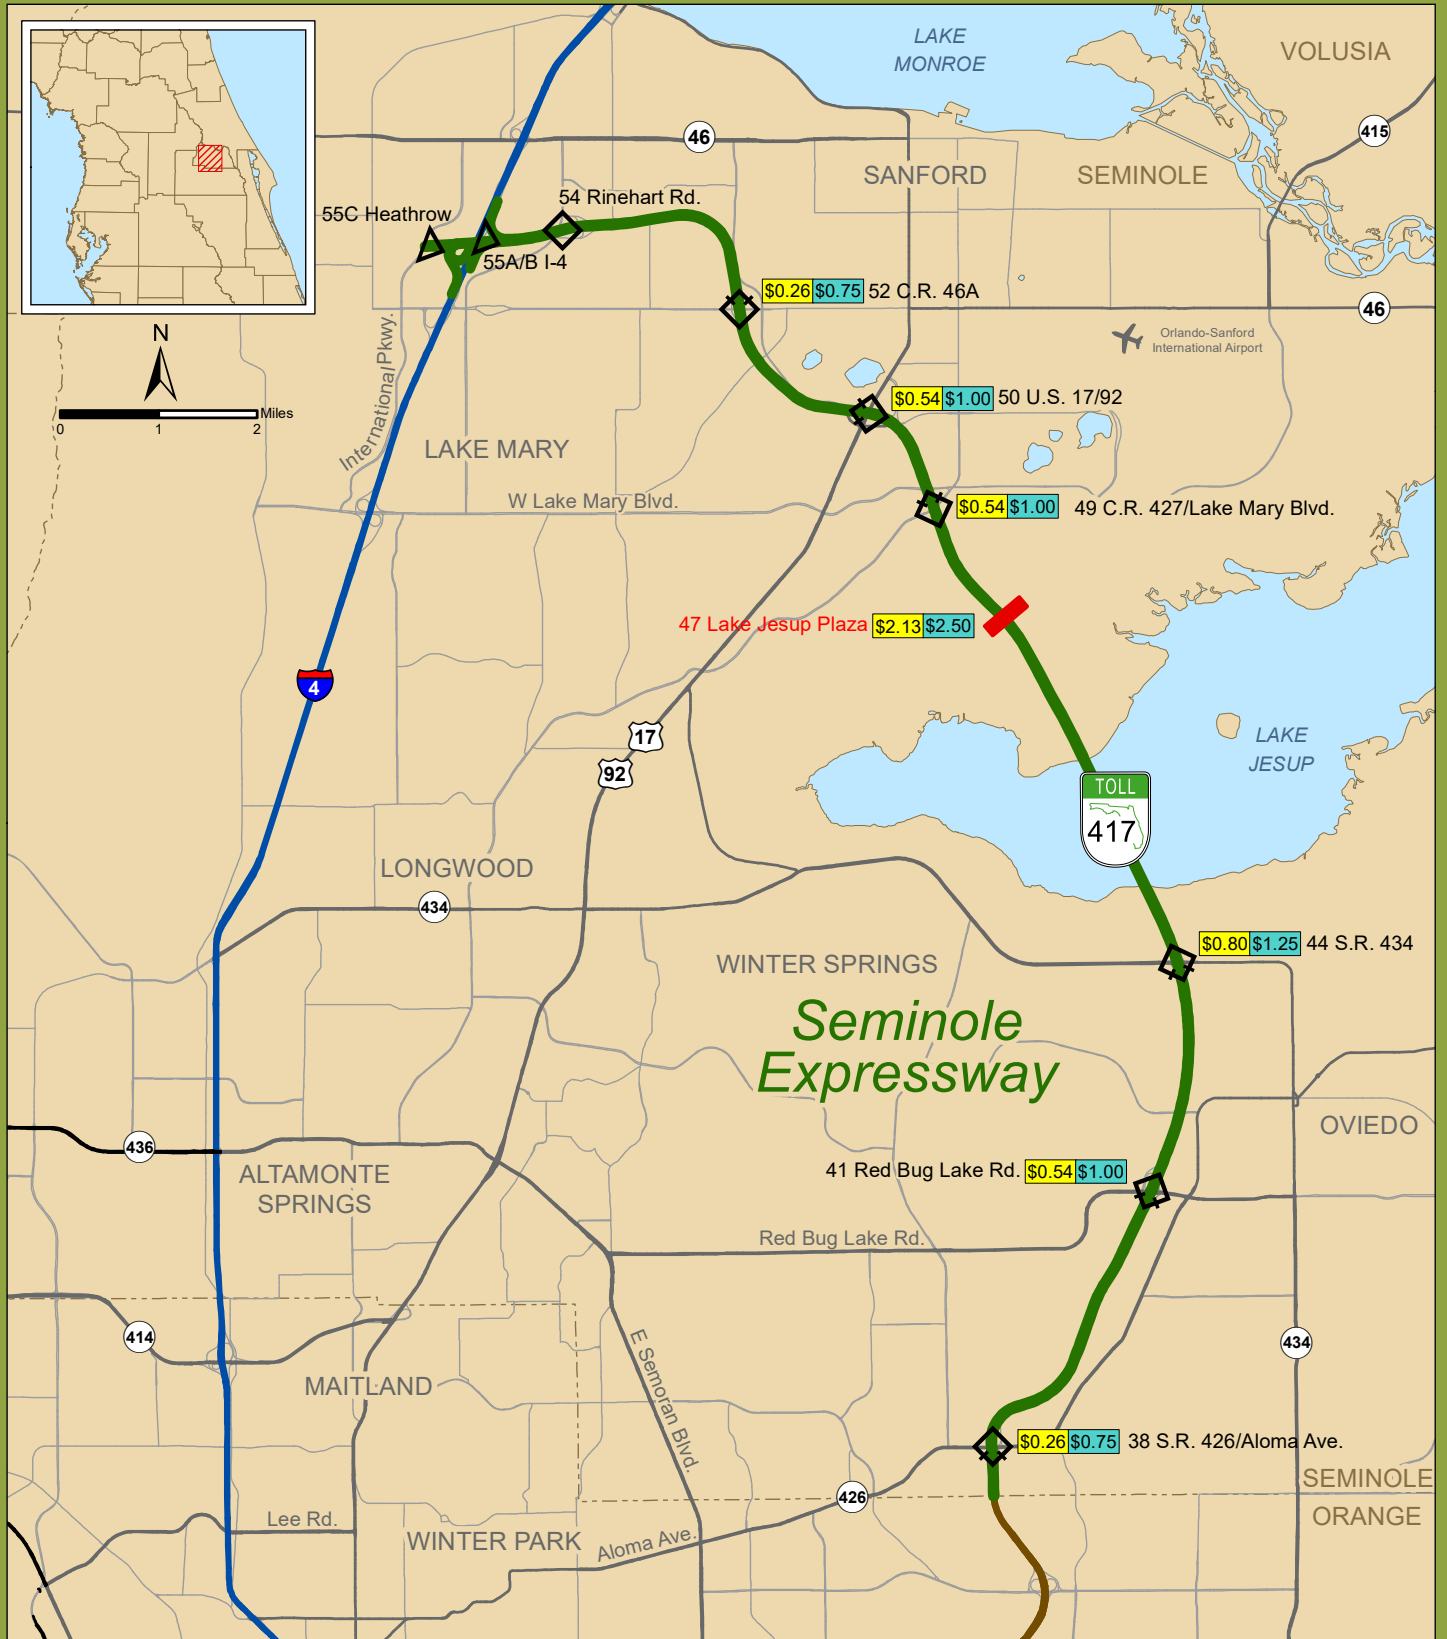 LAKE
MONROE
VOLUSIA
415
46
SANFORD
SEMINOLE
54 Rinehart Rd.
55C Heathrow
55A/B I-4
$0.26 $0.75 52 C.R. 46A
46
N
Orlando-Sanford
International Airport
International Pkwy.
Miles
0 1 2
$0.54 $1.00 50 U.S. 17/92
LAKE MARY
W Lake Mary Blvd.
$0.54 $1.00 49 C.R. 427/Lake Mary Blvd.
47 Lake Jesup Plaza $2.13 $2.50
4
17
92
LAKE
JESUP
TOLL
417
LONGWOOD
434
$0.80 $1.25 44 S.R. 434
WINTER SPRINGS
Seminole
Expressway
OVIEDO
436
ALTAMONTE
SPRINGS
41 Red Bug Lake Rd. $0.54 $1.00
Red Bug Lake Rd.
414
434
E Semoran Blvd.
MAITLAND
$0.26 $0.75 38 S.R. 426/Aloma Ave.
SEMINOLE
426
ORANGE
Lee Rd.
WINTER PARK
Aloma Ave.